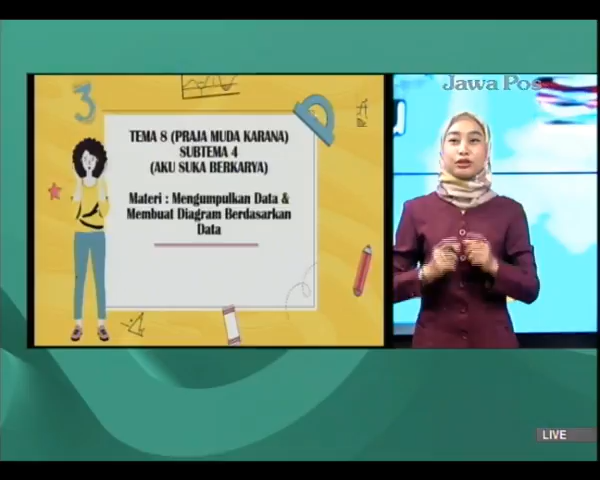 Jawa Pos
TEMA 8 (PRAJA MUDA KARANA)
SUBTEMA 4
(AKU SUKA BERKARYA)
Materi : Mengumpulkan Data &
Membuat Diagram Berdasarkan
Data
LIVE